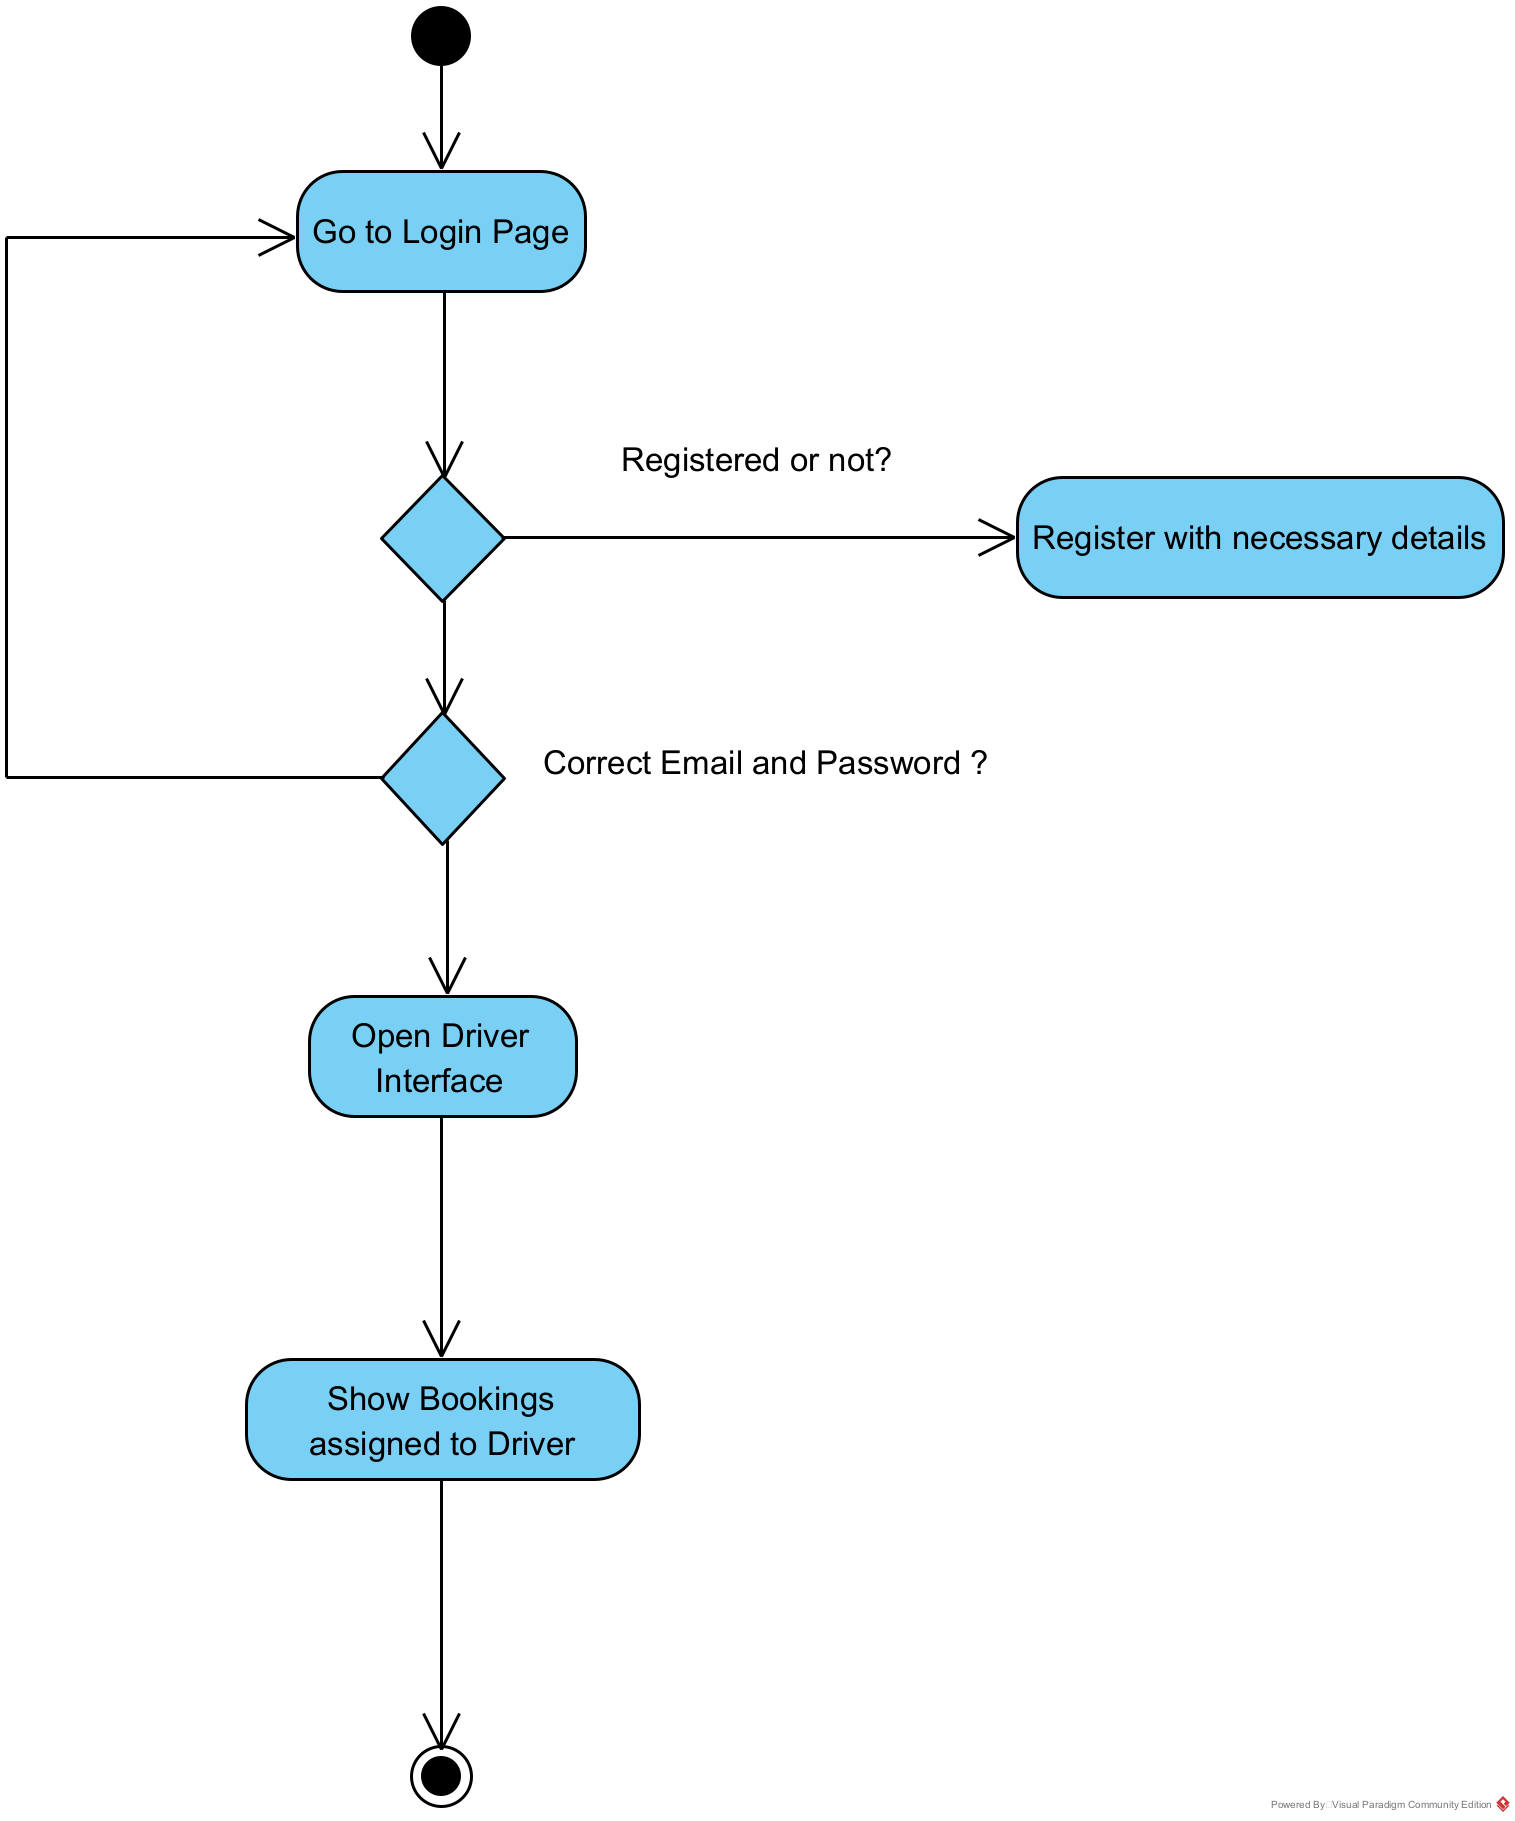 Go to Login Page
Registered or not?
Register with necessary details
Correct Email and Password ?
Open Driver
Interface
Show Bookings
assigned to Driver
Powered By Visual Paradigm Community Edition